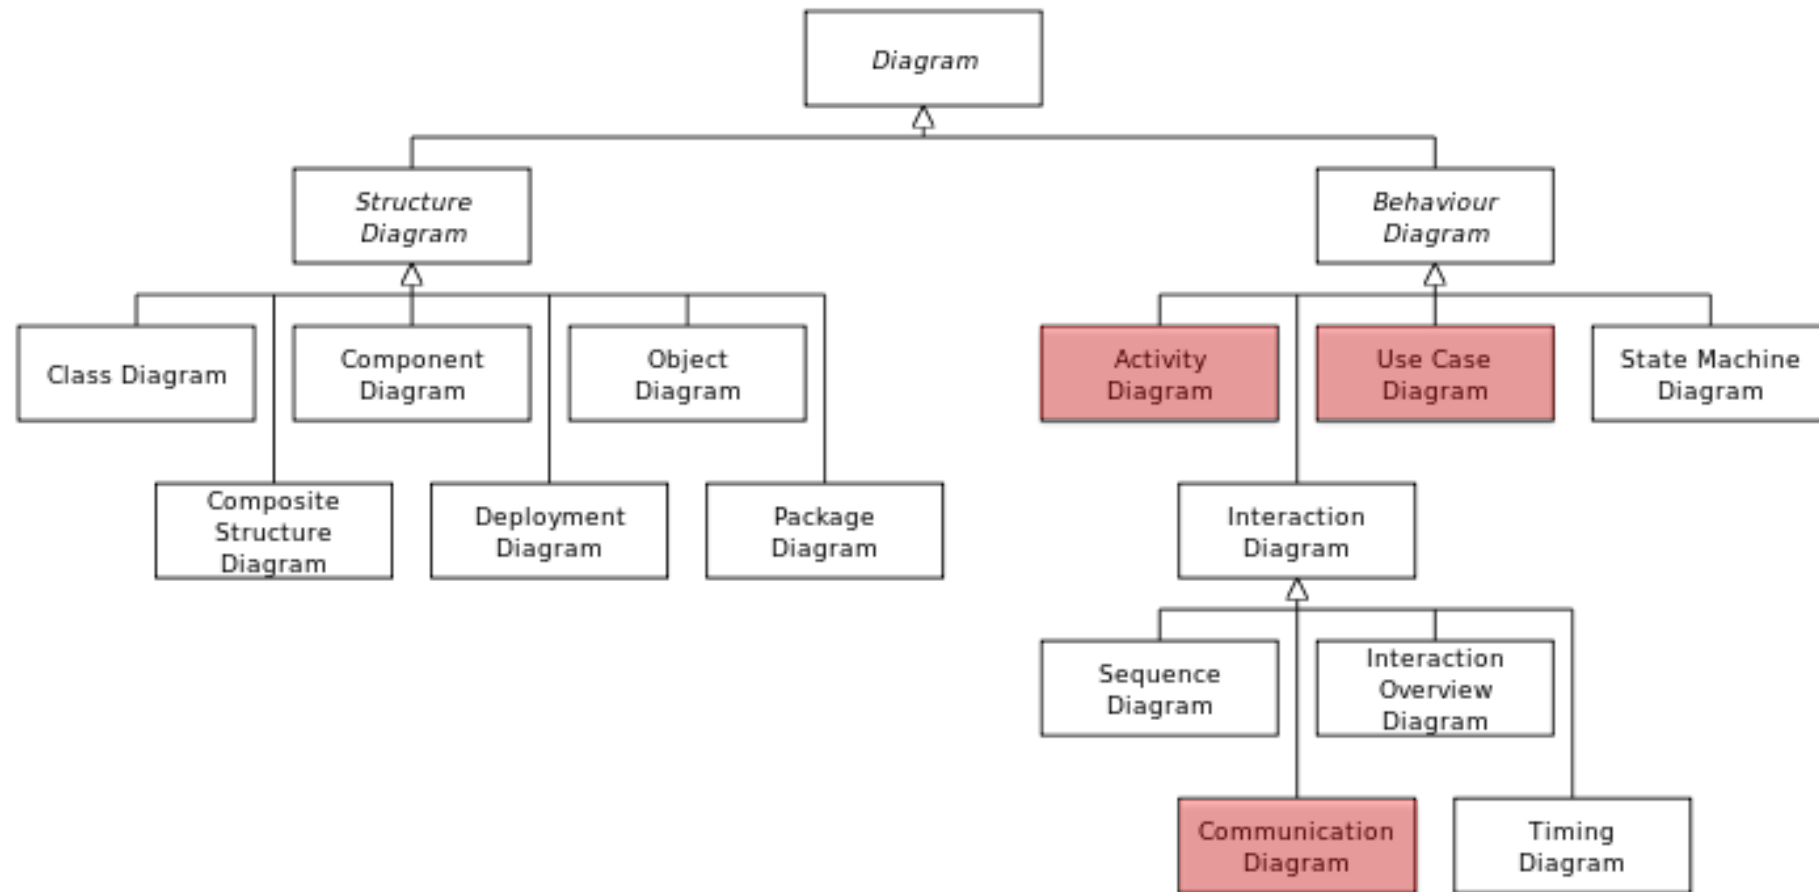 Diagram
Structure
Diagram
Behaviour
Diagram
Class Diagram
Component
Diagram
Object
Diagram
Activity
Diagram
Use Case
Diagram
State Machine
Diagram
Composite
Structure
Diagram
Deployment
Diagram
Package
Diagram
Interaction
Diagram
Sequence
Diagram
Interaction
Overview
Diagram
Communication
Diagram
Timing
Diagram